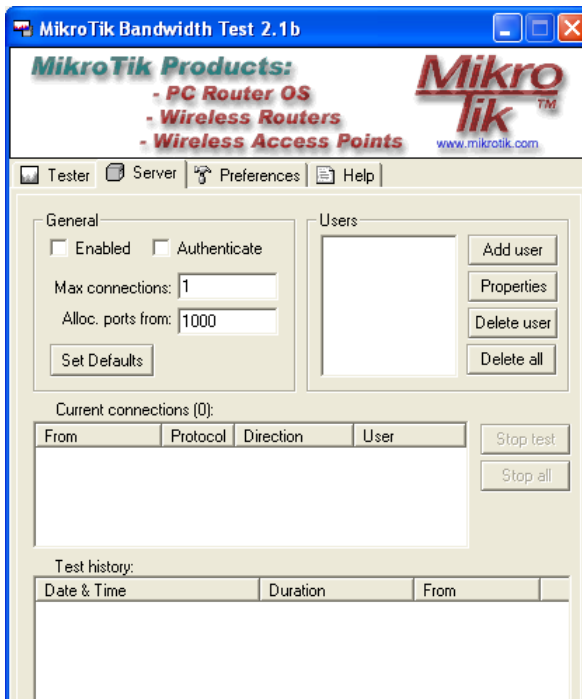 MikroTik Bandwidth Test 2.1b
MikroTik Products:
- PC Router OS
- Wireless Routers
- Wireless Access Points
Mikro
Tik TM
www.mikrotik.com
Tester Server Preferences Help
General
Enabled Authenticate
Max connections: 1
Alloc. ports from: 1000
Set Defaults
Users
Add user
Properties
Delete user
Delete all
Current connections (0):
From Protocol Direction User
Stop test
Stop all
Test history:
Date & Time Duration From